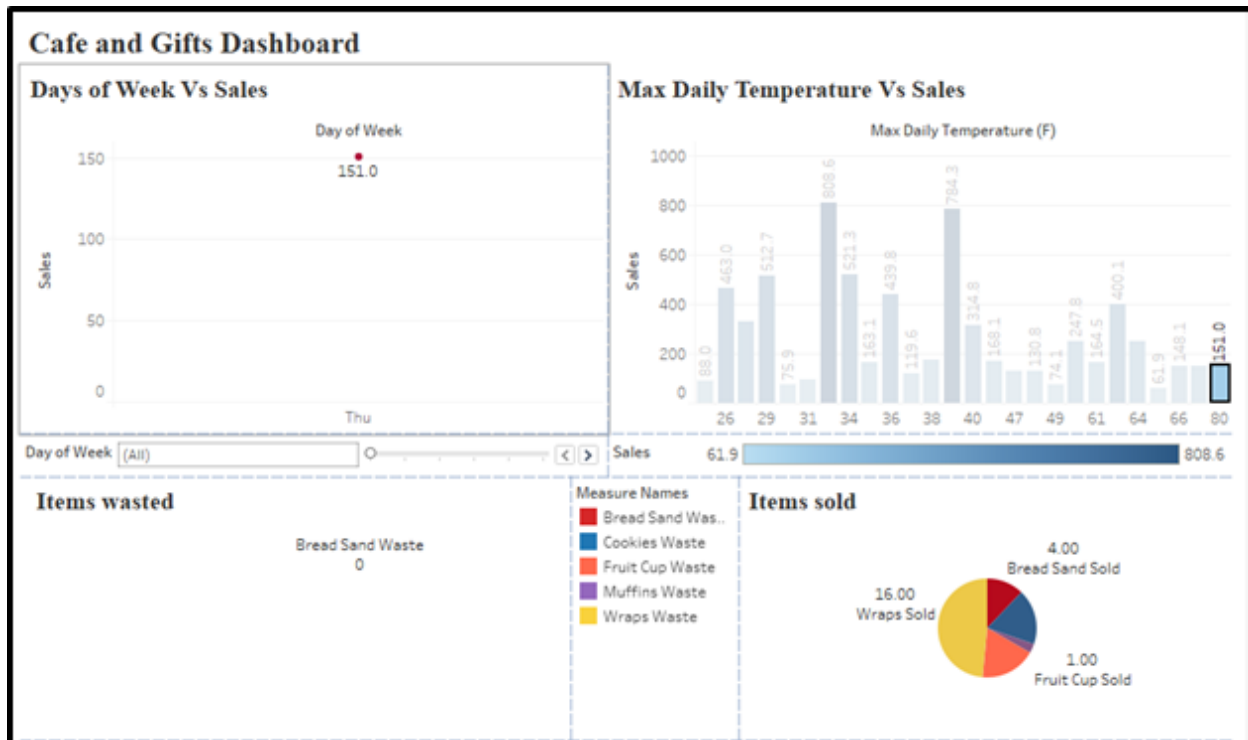 Cafe and Gifts Dashboard
Days of Week Vs Sales
Day of Week
150
151.0
100
Sales
50
0
Thu
Max Daily Temperature Vs Sales
Max Daily Temperature (F)
1000
800
600
Sales
400
200
0
88.0
463.0
512.7
75.9
808.6
521.3
163.1
439.8
119.6
784.3
314.8
168.1
130.8
74.1
247.8
164.5
400.1
61.9
148.1
151.0
26 29 31 34 36 38 40 47 49 61 64 66 80
Day of Week (All)
Sales 61.9 808.6
Items wasted
Bread Sand Waste
0
Measure Names
Bread Sand Was..
Cookies Waste
Fruit Cup Waste
Muffins Waste
Wraps Waste
Items sold
4.00
Bread Sand Sold
16.00
Wraps Sold
1.00
Fruit Cup Sold